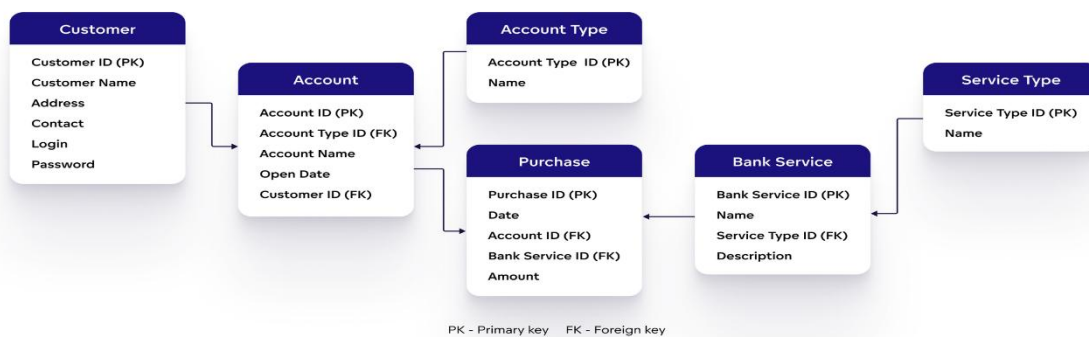 Customer
Customer ID (PK)
Customer Name
Address
Contact
Login
Password
Account
Account ID (PK)
Account Type ID (FK)
Account Name
Open Date
Customer ID (FK)
Account Type
Account Type ID (PK)
Name
Purchase
Purchase ID (PK)
Date
Account ID (FK)
Bank Service ID (FK)
Amount
Bank Service
Bank Service ID (PK)
Name
Service Type ID (FK)
Description
Service Type
Service Type ID (PK)
Name
PK - Primary key FK - Foreign key